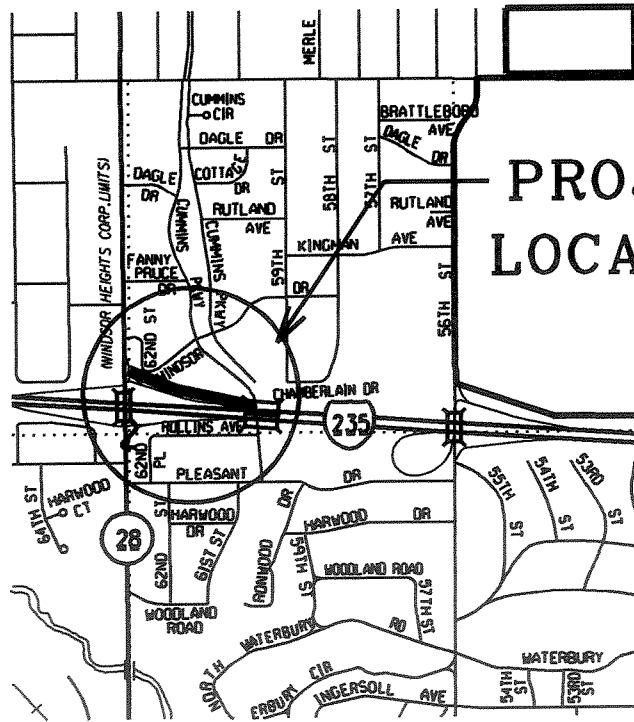 MERLE
CUMMINS
CIR
BRATTLEBORO
AVE
DAGLE DR
DAGLE
DR
COTTAGE
DR
DAGLE
DR
ST
58TH
ST
57TH
ST
PROJ
LOCA
RUTLAND
AVE
RUTLAND
AVE
CUMMINS
CUMMINS
PKWY
PKWY
KINGMAN AVE
59TH
DR
FANNY
PRUCE
DR
(WINDSOR HEIGHTS CORP. LIMITS)
56TH
ST
62ND ST
WINDSOR
CHAMBERLAIN DR
235
ROLLINS AVE
62ND
PL
PLEASANT DR
64TH ST
HARWOOD
CT
28
62ND
ST
HARWOOD
DR
61ST ST
DR
RONWOOD
HARWOOD DR
59TH
ST
WOODLAND ROAD
57TH ST
55TH
ST
54TH
ST
53RD
ST
WOODLAND
ROAD
NORTH WATERBURY RD
WATERBURY
ERBURY CIR
INGERSOLL AVE
54TH
ST
53RD
ST